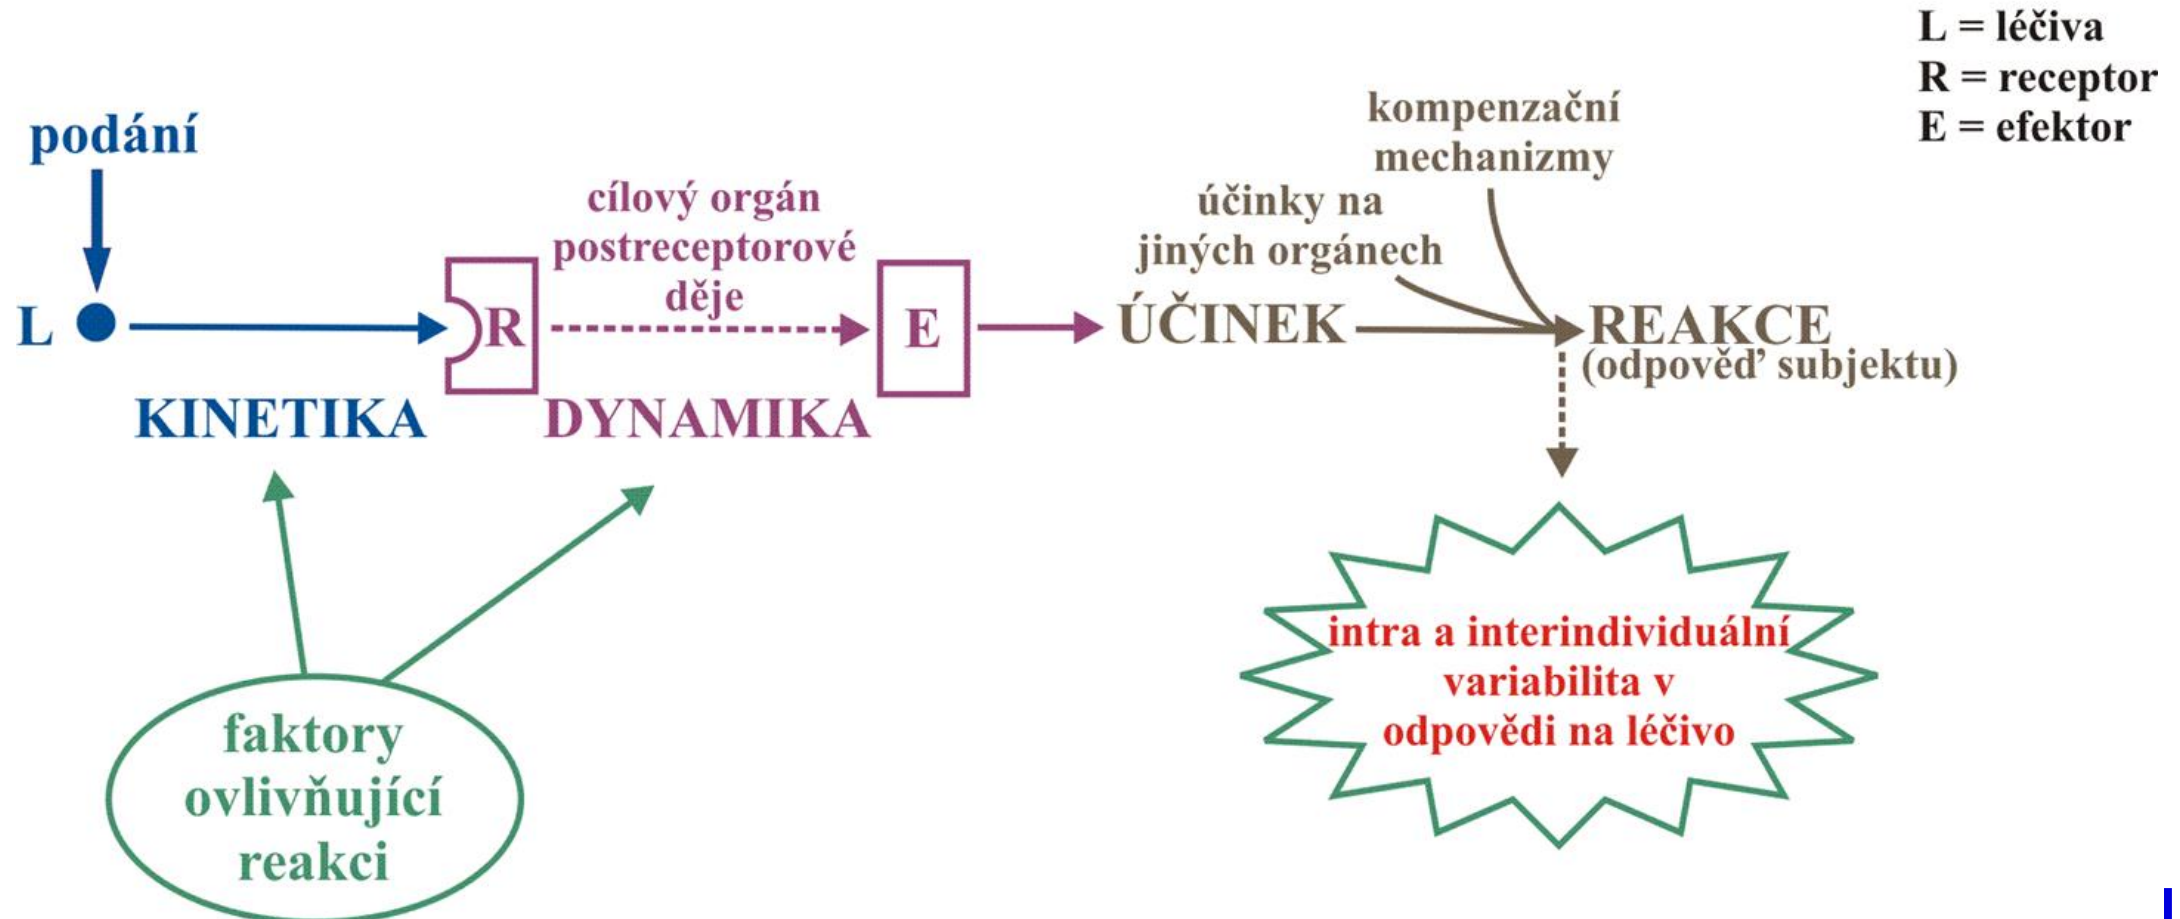 L = léčiva
R = receptor
E = efektor
podání
L
KINETIKA
R
cílový orgán
postreceptorové
děje
DYNAMIKA
E
ÚČINEK
účinky na
jiných orgánech
kompenzační
mechanizmy
REAKCE
(odpověď subjektu)
faktory
ovlivňující
reakci
intra a interindividuální
variabilita v
odpovědi na léčivo